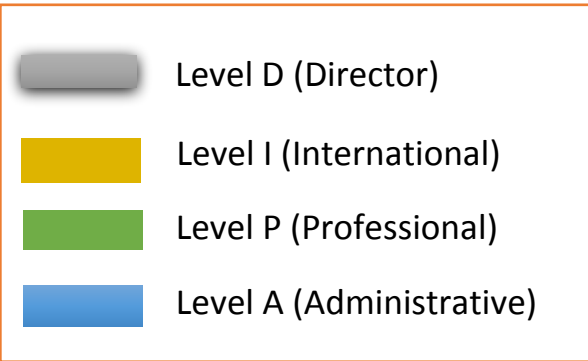 Level D (Director)
Level I (International)
Level P (Professional)
Level A (Administrative)